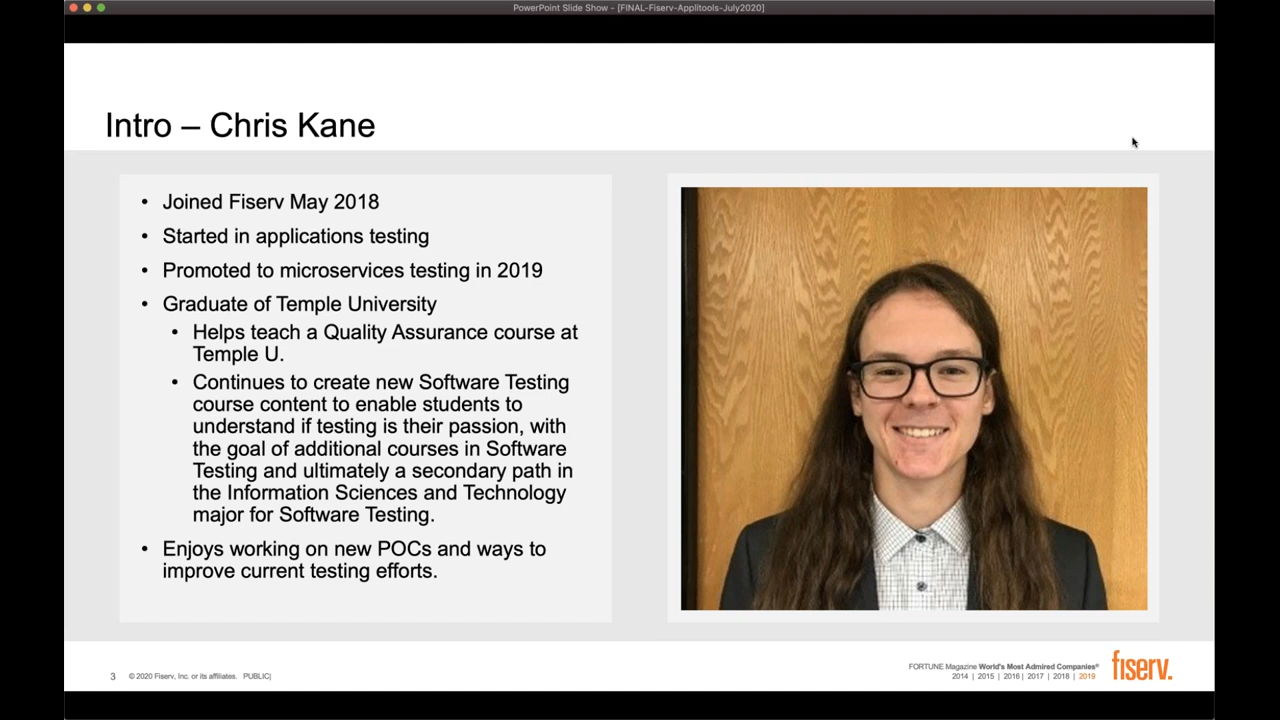 PowerPoint Slide Show - [FINAL-Fiserv-Applitools-July2020]
Intro – Chris Kane
• Joined Fiserv May 2018
• Started in applications testing
• Promoted to microservices testing in 2019
• Graduate of Temple University
• Helps teach a Quality Assurance course at
Temple U.
• Continues to create new Software Testing
course content to enable students to
understand if testing is their passion, with
the goal of additional courses in Software
Testing and ultimately a secondary path in
the Information Sciences and Technology
major for Software Testing.
• Enjoys working on new POCs and ways to
improve current testing efforts.
3 © 2020 Fiserv, Inc. or its affiliates. PUBLIC|
FORTUNE Magazine World's Most Admired Companies®
2014 | 2015 | 2016 | 2017 | 2018 | 2019
fiserv.